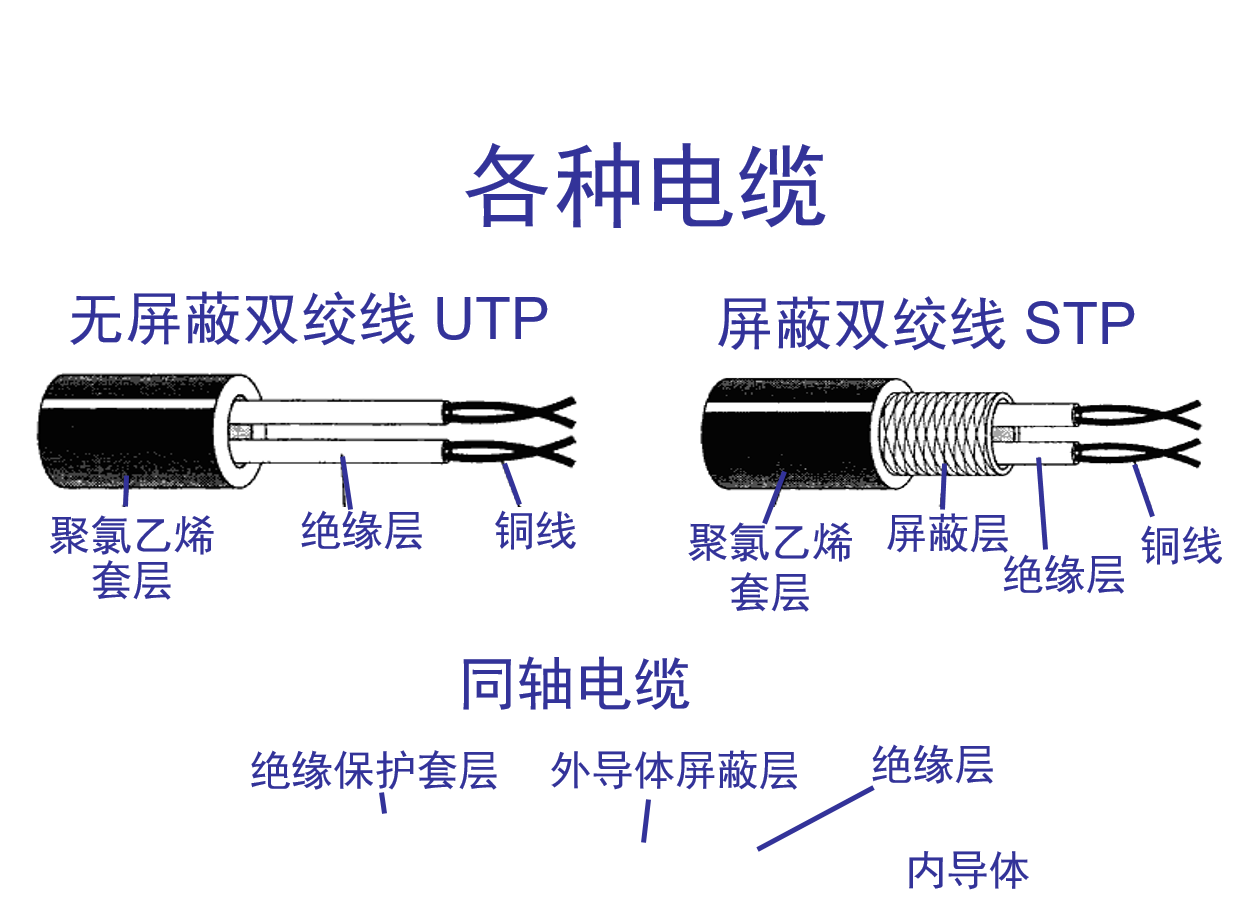 各种电缆
无屏蔽双绞线 UTP
屏蔽双绞线 STP
聚氯乙烯
套层
绝缘层
铜线
聚氯乙烯
套层
屏蔽层
绝缘层
铜线
同轴电缆
绝缘保护套层
外导体屏蔽层
绝缘层
内导体